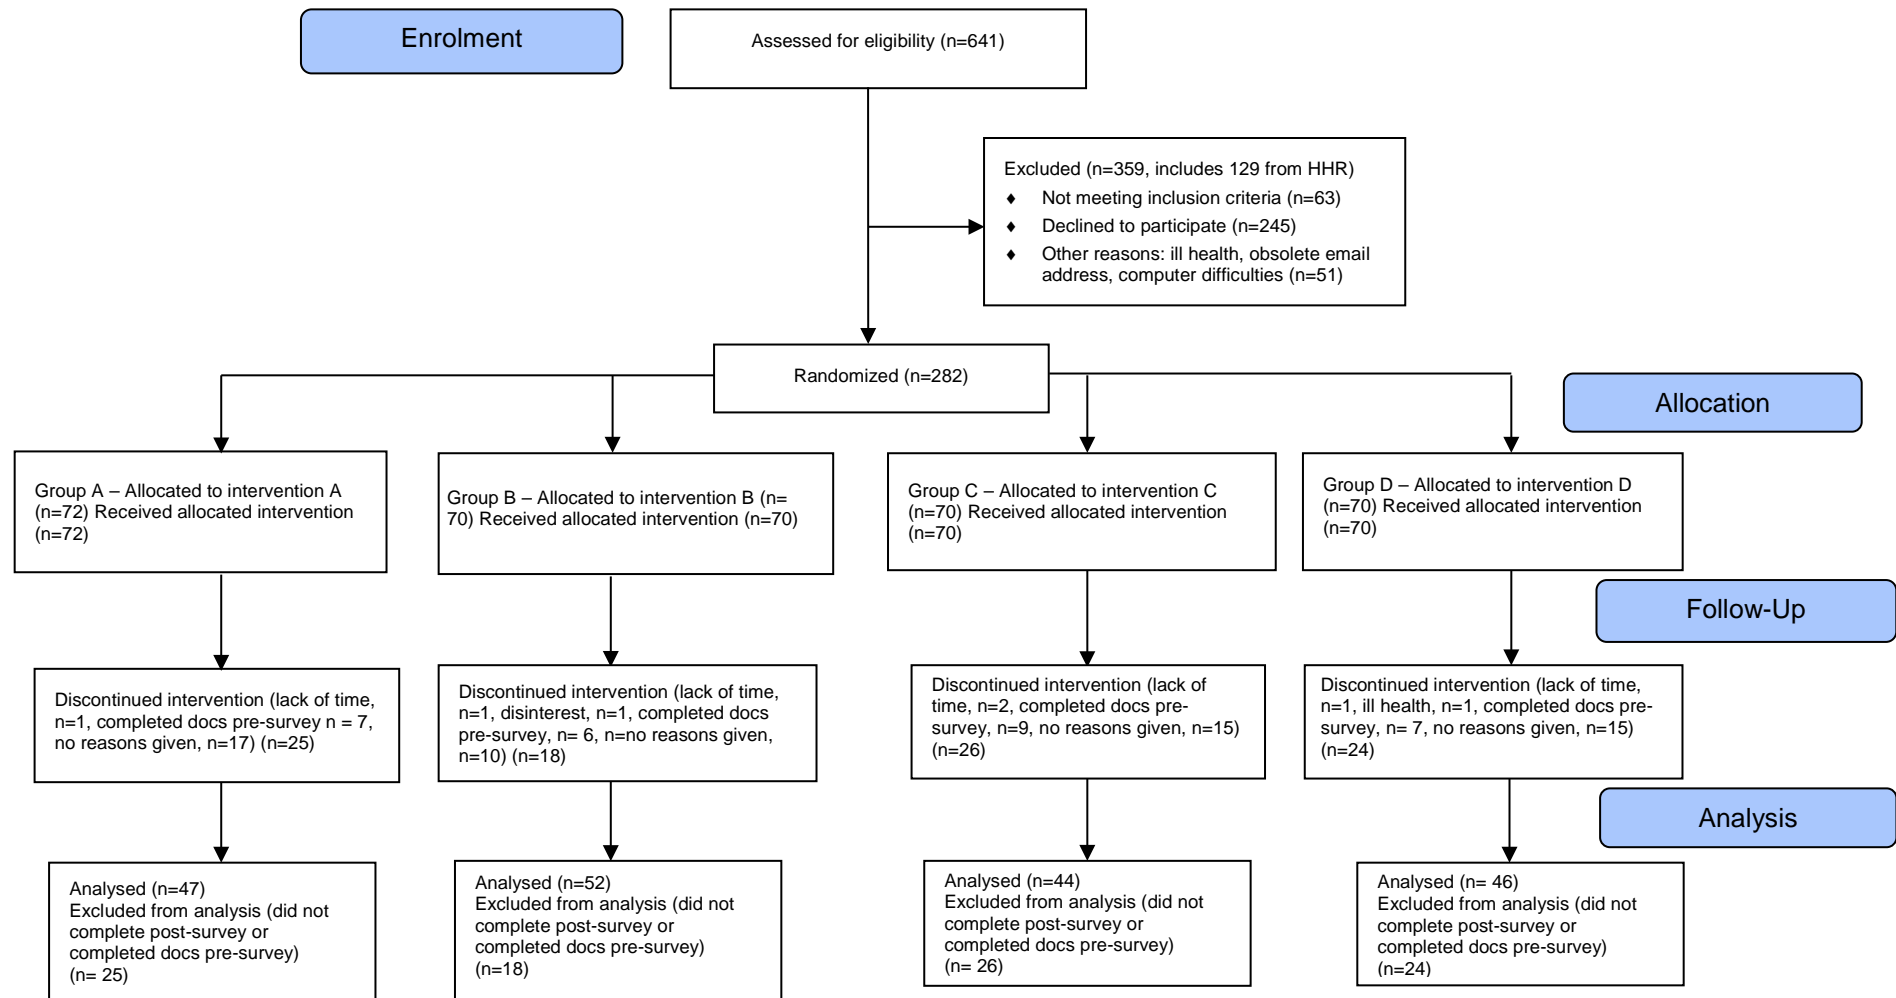 Enrolment
Assessed for eligibility (n=641)
Excluded (n=359, includes 129 from HHR)
♦ Not meeting inclusion criteria (n=63)
♦ Declined to participate (n=245)
♦ Other reasons: ill health, obsolete email
address, computer difficulties (n=51)
Randomized (n=282)
Allocation
Group A – Allocated to intervention A
(n=72) Received allocated intervention
(n=72)
Group B – Allocated to intervention B (n=
70) Received allocated intervention (n=70)
Group C – Allocated to intervention C
(n=70) Received allocated intervention
(n=70)
Group D – Allocated to intervention D
(n=70) Received allocated intervention
(n=70)
Follow-Up
Discontinued intervention (lack of time,
n=1, completed docs pre-survey n = 7,
no reasons given, n=17) (n=25)
Discontinued intervention (lack of time,
n=1, disinterest, n=1, completed docs
pre-survey, n= 6, n=no reasons given,
n=10) (n=18)
Discontinued intervention (lack of
time, n=2, completed docs pre-
survey, n=9, no reasons given, n=15)
(n=26)
Discontinued intervention (lack of time,
n=1, ill health, n=1, completed docs pre-
survey, n= 7, no reasons given, n=15)
(n=24)
Analysis
Analysed (n=47)
Excluded from analysis (did not
complete post-survey or
completed docs pre-survey)
(n= 25)
Analysed (n=52)
Excluded from analysis (did not
complete post-survey or
completed docs pre-survey)
(n=18)
Analysed (n=44)
Excluded from analysis (did not
complete post-survey or
completed docs pre-survey)
(n= 26)
Analysed (n= 46)
Excluded from analysis (did not
complete post-survey or
completed docs pre-survey)
(n=24)